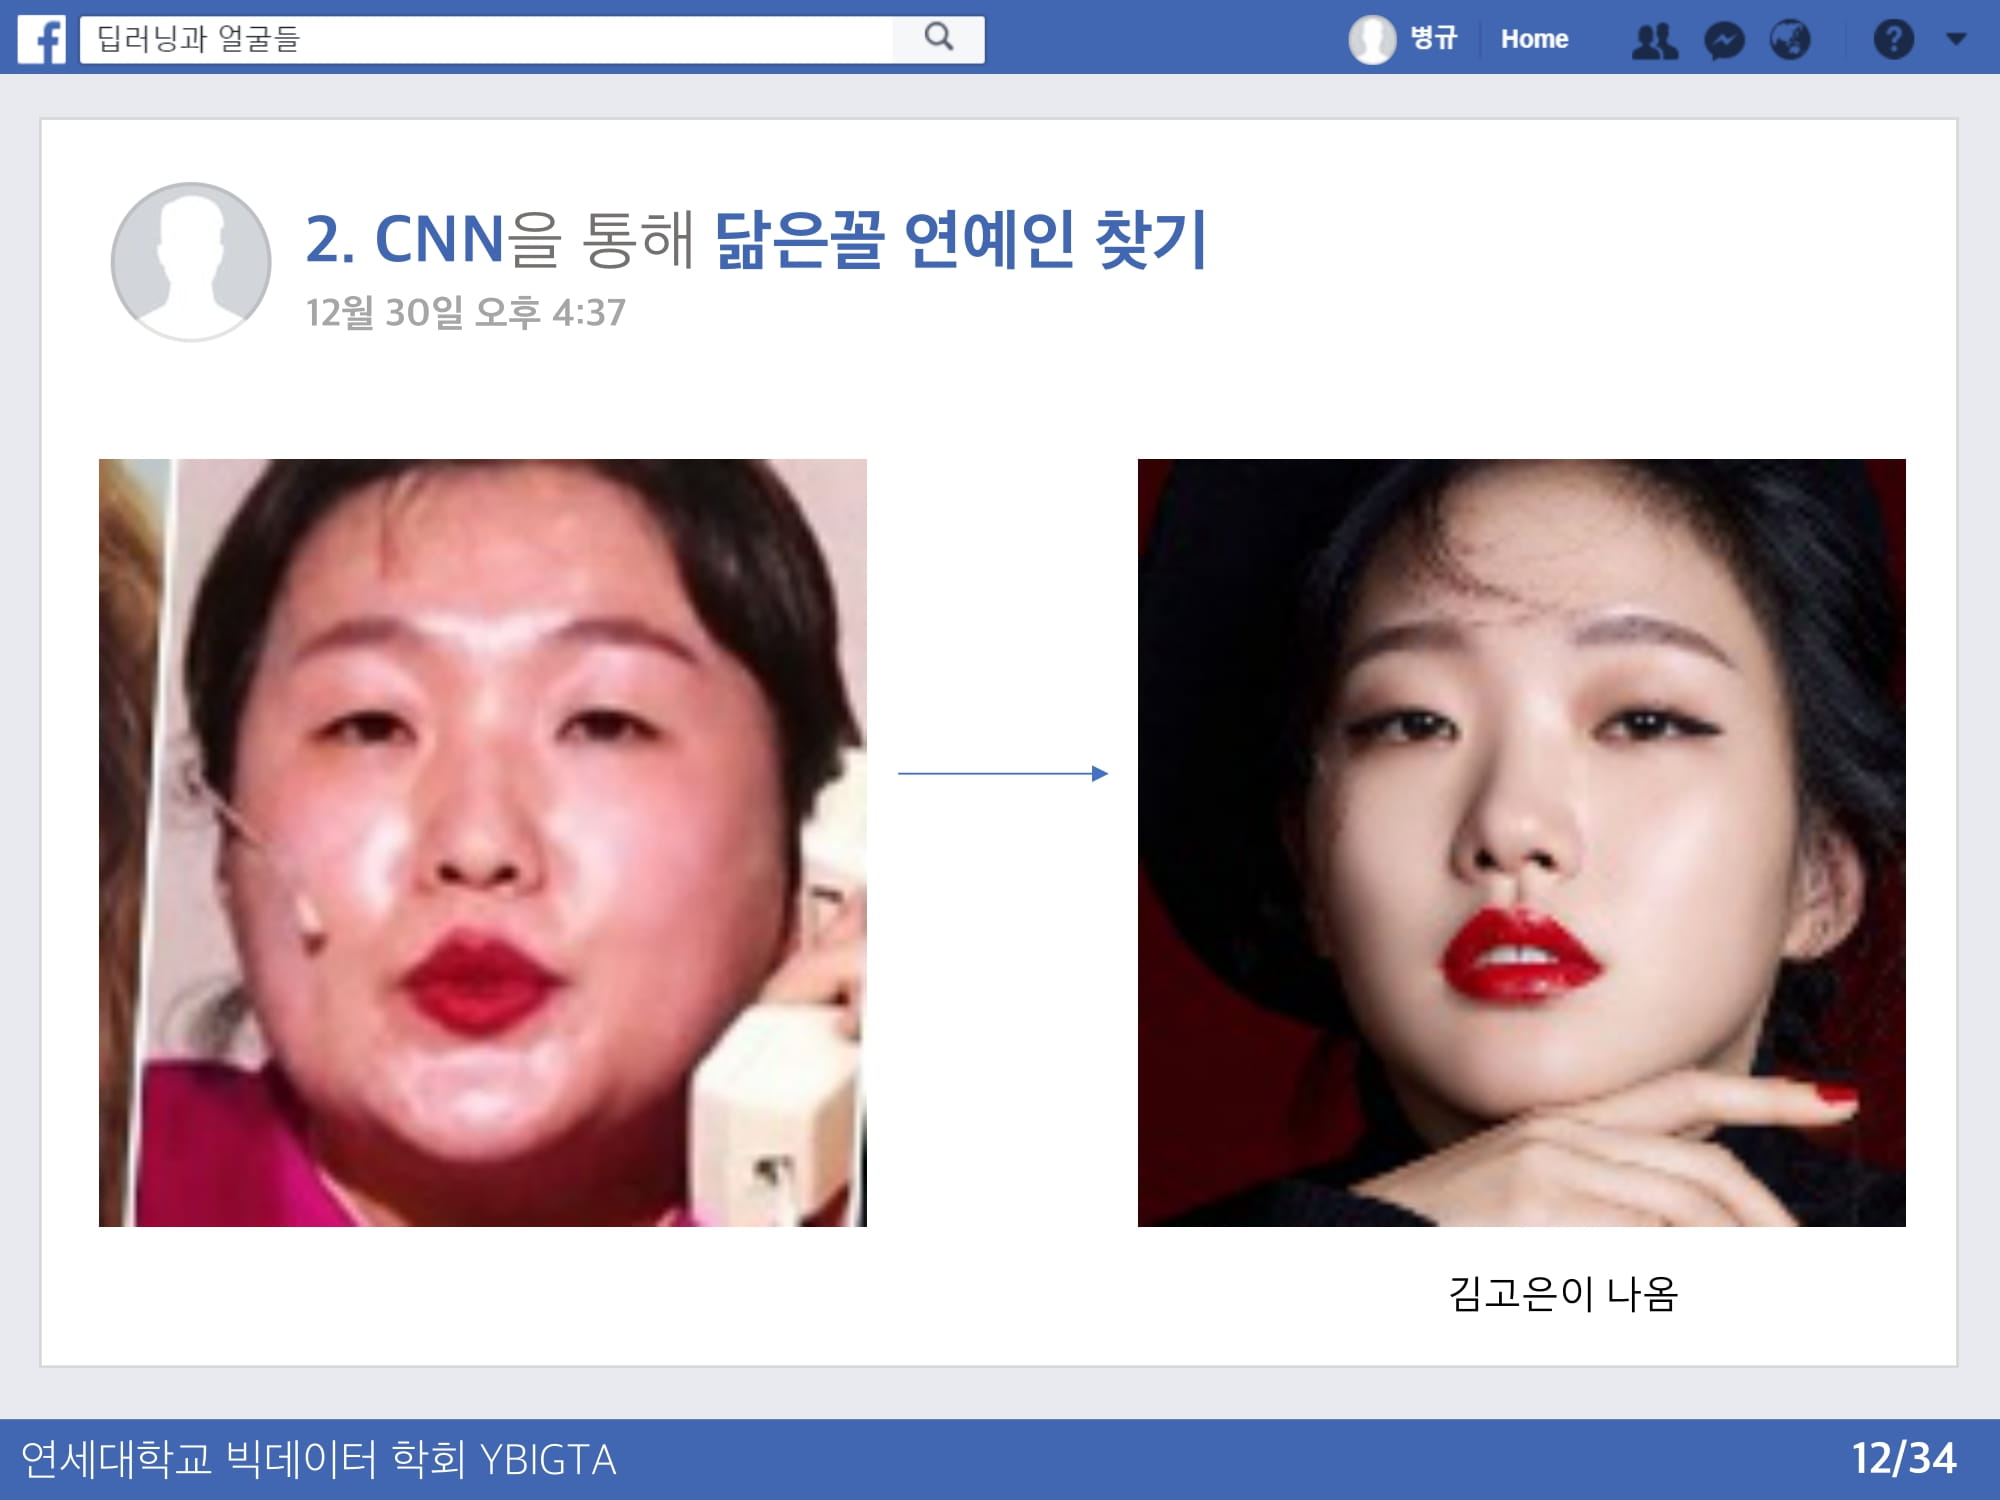 f 딥러닝과 얼굴들 병규 Home ?
2. CNN을 통해 닮은꼴 연예인 찾기
12월 30일 오후 4:37
김고은이 나옴
연세대학교 빅데이터 학회 YBIGTA 12/34